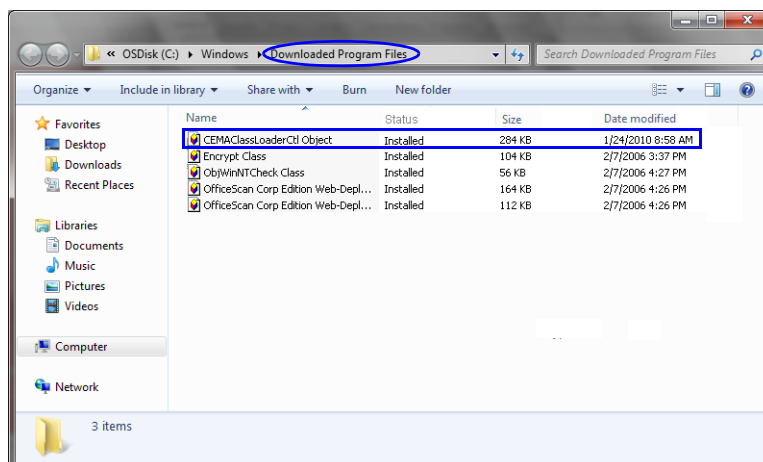 « OSDisk (C:) ▸ Windows ▸ Downloaded Program Files
Search Downloaded Program Files
Organize Include in library Share with Burn New folder
Name Status Size Date modified
Favorites
Desktop
Downloads
Recent Places
Libraries
Documents
Music
Pictures
Videos
Computer
Network
CEMAClassLoaderCtl Object Installed 284 KB 1/24/2010 8:58 AM
Encrypt Class Installed 104 KB 2/7/2006 3:37 PM
ObjWinNTCheck Class Installed 56 KB 2/7/2006 4:27 PM
OfficeScan Corp Edition Web-Depl... Installed 164 KB 2/7/2006 4:26 PM
OfficeScan Corp Edition Web-Depl... Installed 112 KB 2/7/2006 4:26 PM
3 items